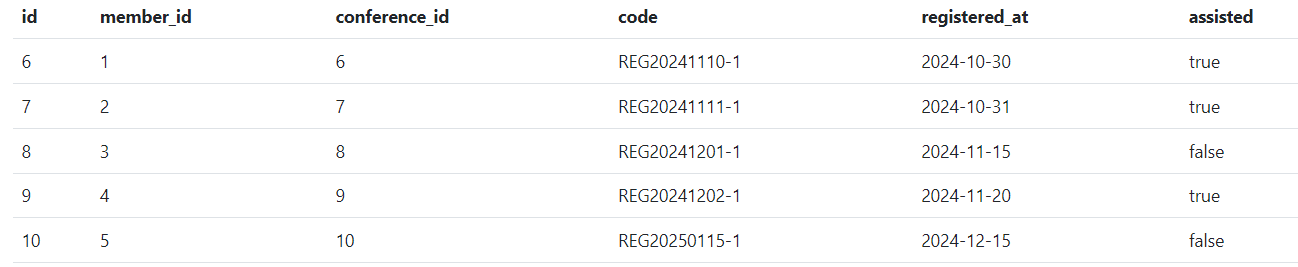 id member_id conference_id code registered_at assisted
6 1 6 REG20241110-1 2024-10-30 true
7 2 7 REG20241111-1 2024-10-31 true
8 3 8 REG20241201-1 2024-11-15 false
9 4 9 REG20241202-1 2024-11-20 true
10 5 10 REG20250115-1 2024-12-15 false